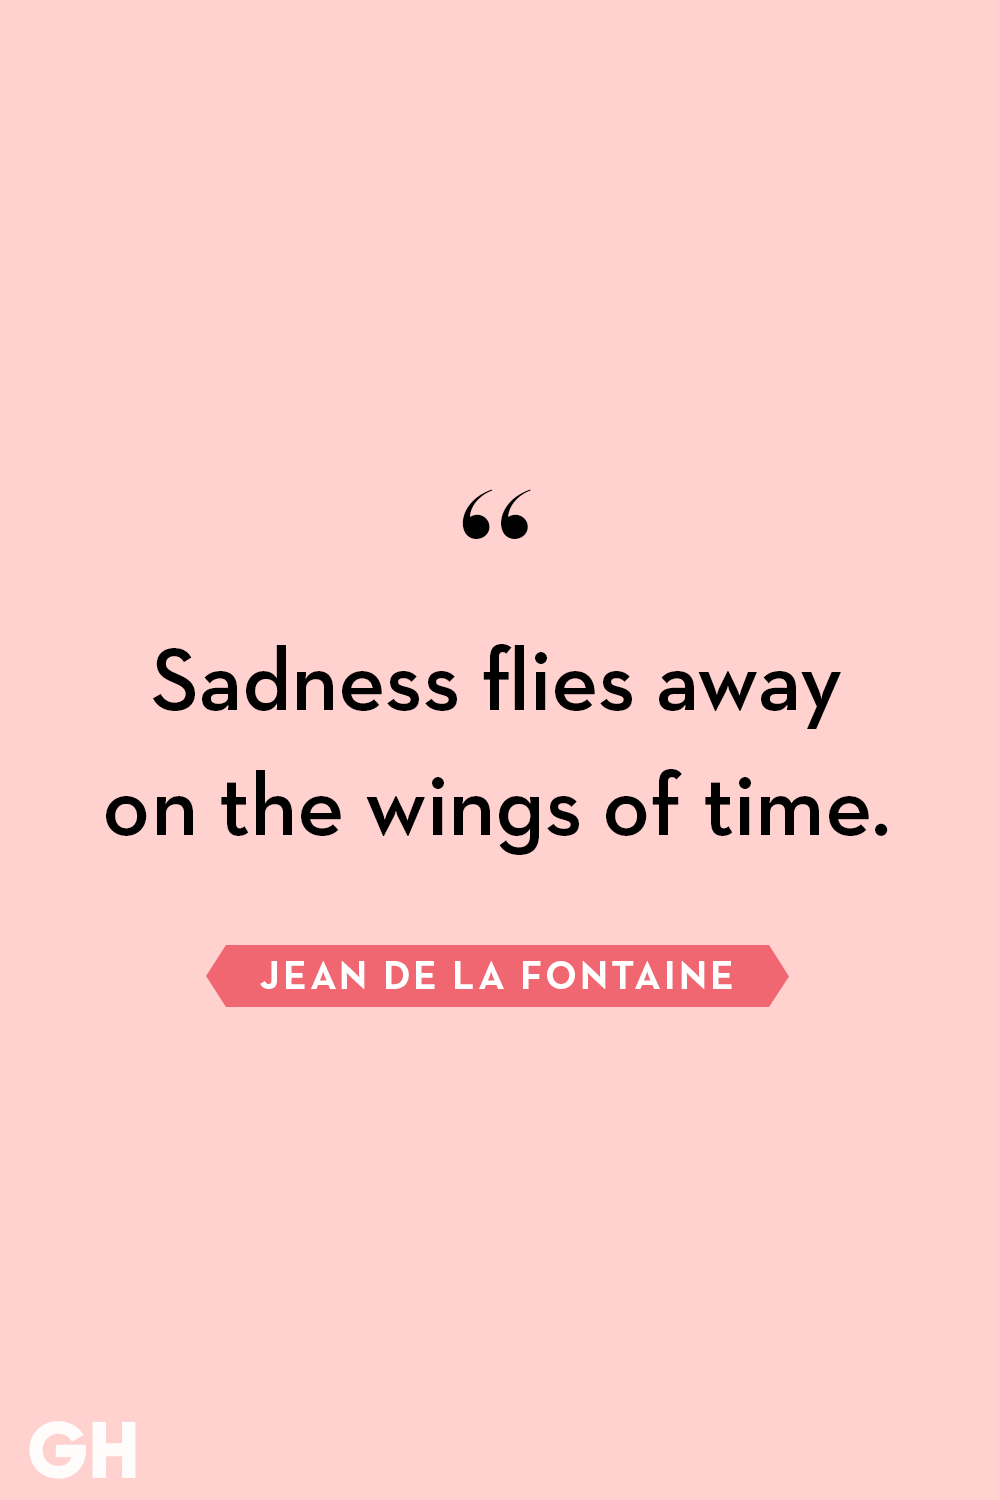 “
Sadness flies away
on the wings of time.
JEAN DE LA FONTAINE
GH